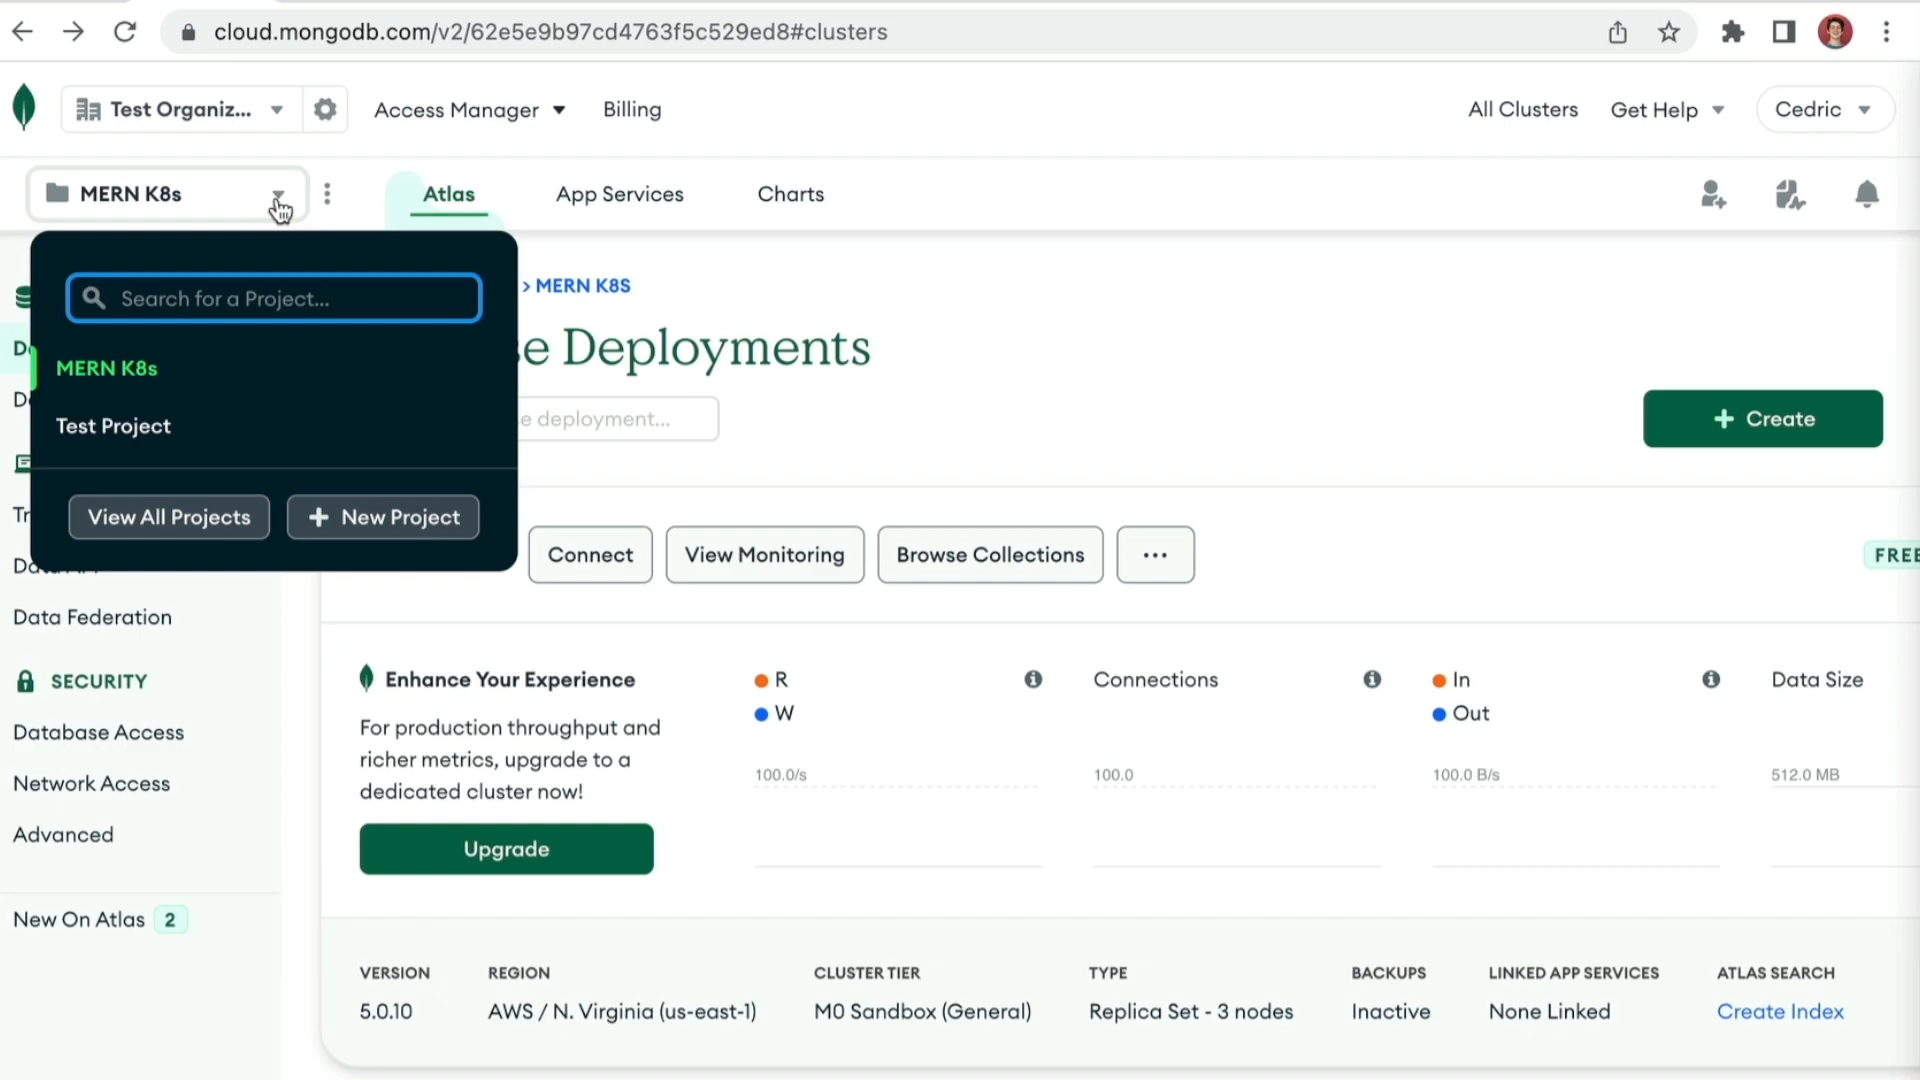 cloud.mongodb.com/v2/62e5e9b97cd4763f5c529ed8#clusters
Test Organiz...
Access Manager
Billing
All Clusters
Get Help
Cedric
MERN K8s
Atlas
App Services
Charts
Search for a Project...
MERN K8s
Test Project
View All Projects
+ New Project
> MERN K8S
e Deployments
e deployment...
+ Create
Connect
View Monitoring
Browse Collections
...
FREE
Data Federation
SECURITY
Database Access
Network Access
Advanced
New On Atlas 2
Enhance Your Experience
For production throughput and
richer metrics, upgrade to a
dedicated cluster now!
Upgrade
R
W
100.0/s
Connections
100.0
In
Out
100.0 B/s
Data Size
512.0 MB
VERSION
5.0.10
REGION
AWS / N. Virginia (us-east-1)
CLUSTER TIER
M0 Sandbox (General)
TYPE
Replica Set - 3 nodes
BACKUPS
Inactive
LINKED APP SERVICES
None Linked
ATLAS SEARCH
Create Index